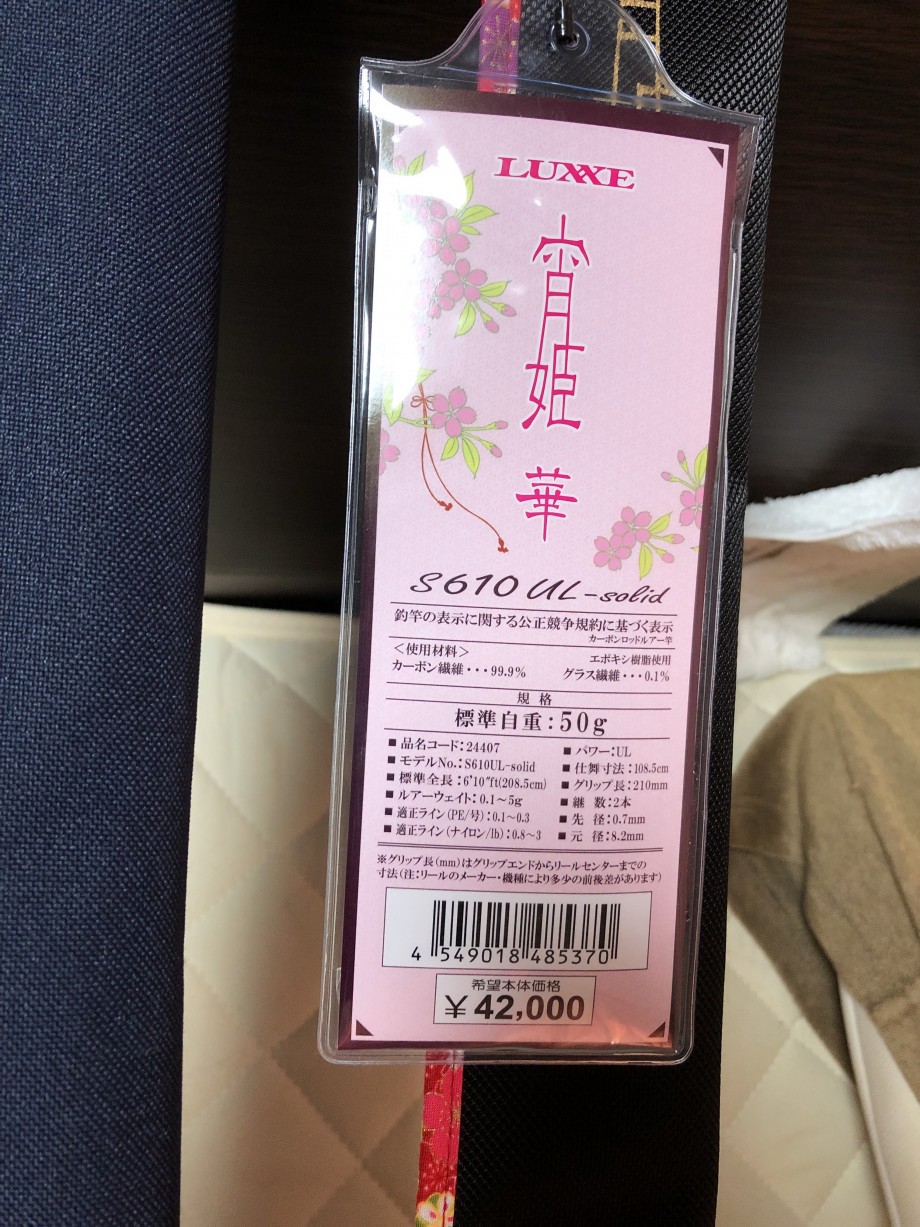 LUXXE
宵姫
華
S610UL-solid
釣竿の表示に関する公正競争規約に基づく表示
カーボンロッドルアー竿
<使用材料> エポキシ樹脂使用
カーボン繊維・・・99.9% グラス繊維・・・0.1%
規格
標準自重:50g
■ 品名コード:24407
■ モデルNo.:S610UL-solid
■ 標準全長:6'10"ft(208.5cm)
■ ルアーウェイト:0.1~5g
■ 適正ライン(PE/号):0.1~0.3
■ 適正ライン(ナイロン/lb):0.8~3
■ パワー:UL
■ 仕舞寸法:108.5cm
■ グリップ長:210mm
■ 継数:2本
■ 先径:0.7mm
■ 元径:8.2mm
※グリップ長(mm)はグリップエンドからリールセンターまでの
寸法(注:リールのメーカー・機種により多少の前後差があります)
4 549018 485370
希望本体価格
¥ 42,000